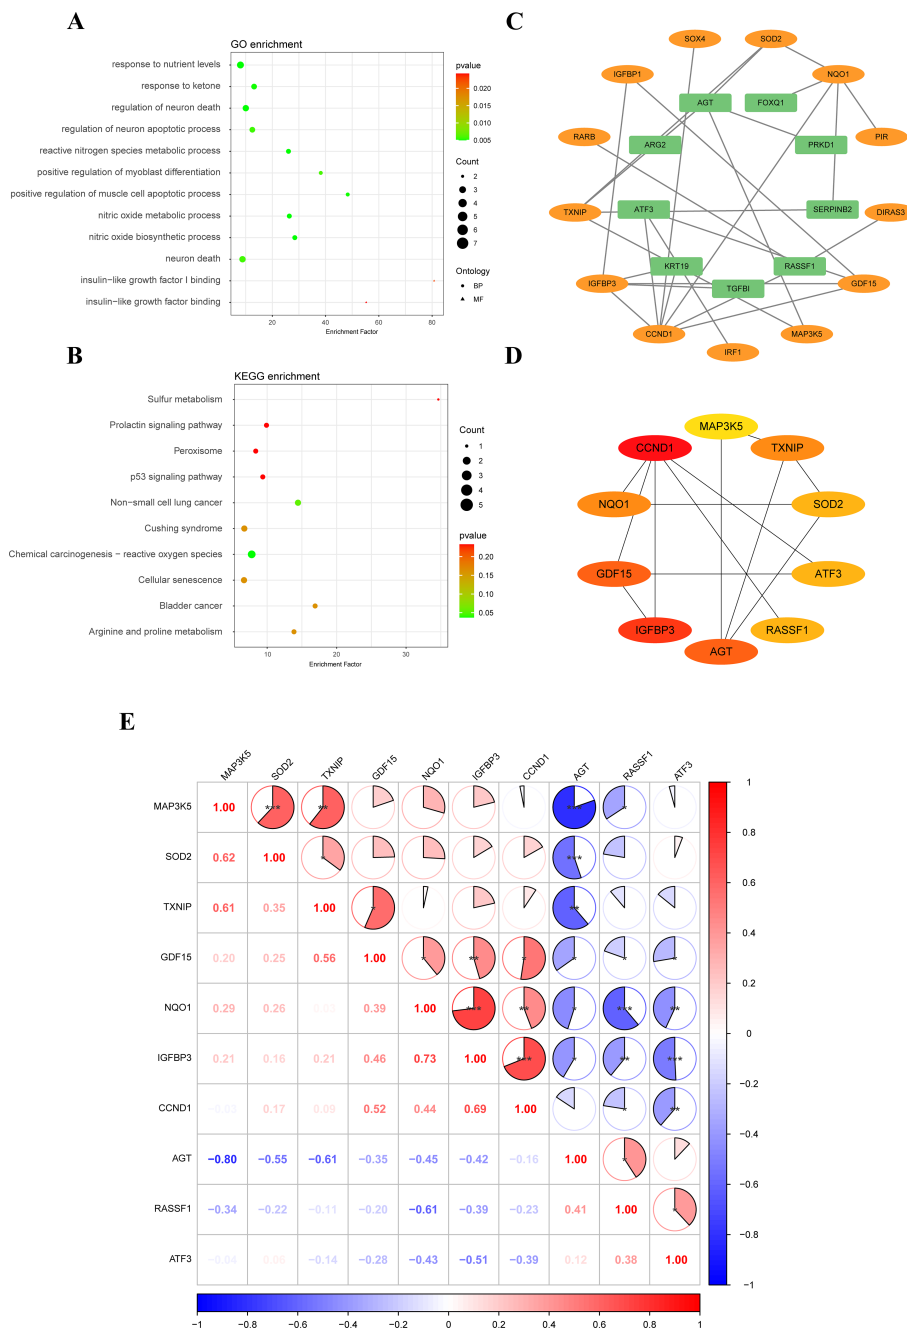 A
GO enrichment
response to nutrient levels
response to ketone
regulation of neuron death
regulation of neuron apoptotic process
reactive nitrogen species metabolic process
positive regulation of myoblast differentiation
positive regulation of muscle cell apoptotic process
nitric oxide metabolic process
nitric oxide biosynthetic process
neuron death
insulin−like growth factor I binding
insulin−like growth factor binding
20 40 60 80
Enrichment Factor
pvalue
0.020
0.015
0.010
0.005
Count
2
3
4
5
6
7
Ontology
BP
MF
B
KEGG enrichment
Sulfur metabolism
Prolactin signaling pathway
Peroxisome
p53 signaling pathway
Non−small cell lung cancer
Cushing syndrome
Chemical carcinogenesis − reactive oxygen species
Cellular senescence
Bladder cancer
Arginine and proline metabolism
10 20 30
Enrichment Factor
Count
1
2
3
4
5
pvalue
0.20
0.15
0.10
0.05
C
SOX4
SOD2
IGFBP1
NQO1
AGT
FOXQ1
RARB
ARG2
PRKD1
PIR
TXNIP
ATF3
SERPINB2
DIRAS3
KRT19
RASSF1
IGFBP3
TGFBI
GDF15
CCND1
MAP3K5
IRF1
D
MAP3K5
CCND1
TXNIP
NQO1
SOD2
GDF15
ATF3
IGFBP3
RASSF1
AGT
E
MAP3K5 SOD2 TXNIP GDF15 NQO1 IGFBP3 CCND1 AGT RASSF1 ATF3
MAP3K5 1.00 *** ** *** *
SOD2 0.62 1.00 * ***
TXNIP 0.61 0.35 1.00 * **
GDF15 0.20 0.25 0.56 1.00 * ** * * * *
NQO1 0.29 0.26 0.39 1.00 *** ** * *** **
IGFBP3 0.21 0.16 0.21 0.46 0.73 1.00 *** * ** ***
CCND1 −0.03 0.17 0.09 0.52 0.44 0.69 1.00 * **
AGT −0.80 −0.55 −0.61 −0.35 −0.45 −0.42 −0.16 1.00 *
RASSF1 −0.34 −0.22 −0.11 −0.20 −0.61 −0.39 −0.23 0.41 1.00 *
ATF3 −0.04 0.06 −0.14 −0.28 −0.43 −0.51 −0.39 0.12 0.38 1.00
1
0.8
0.6
0.4
0.2
0
−0.2
−0.4
−0.6
−0.8
−1
−1 −0.8 −0.6 −0.4 −0.2 0 0.2 0.4 0.6 0.8 1